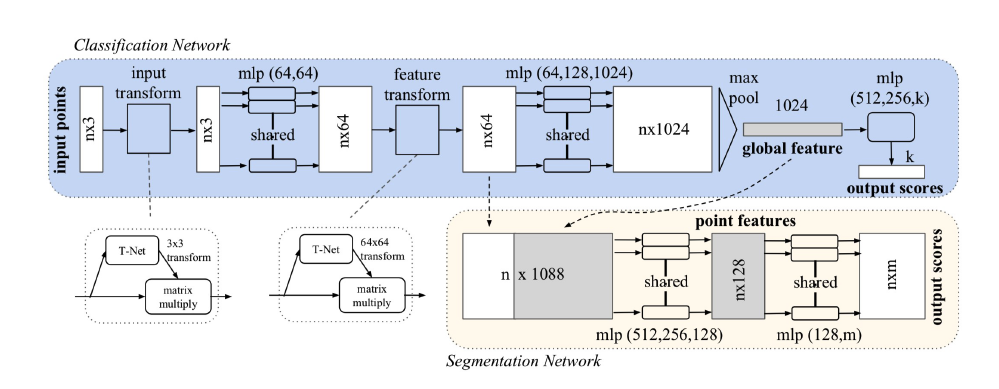 Classification Network
input points
nx3
input
transform
nx3
mlp (64,64)
shared
nx64
feature
transform
nx64
mlp (64,128,1024)
shared
nx1024
max
pool
1024
global feature
mlp
(512,256,k)
k
output scores
T-Net
3x3
transform
matrix
multiply
T-Net
64x64
transform
matrix
multiply
point features
n x 1088
shared
mlp (512,256,128)
nx128
shared
mlp (128,m)
nxm
output scores
Segmentation Network